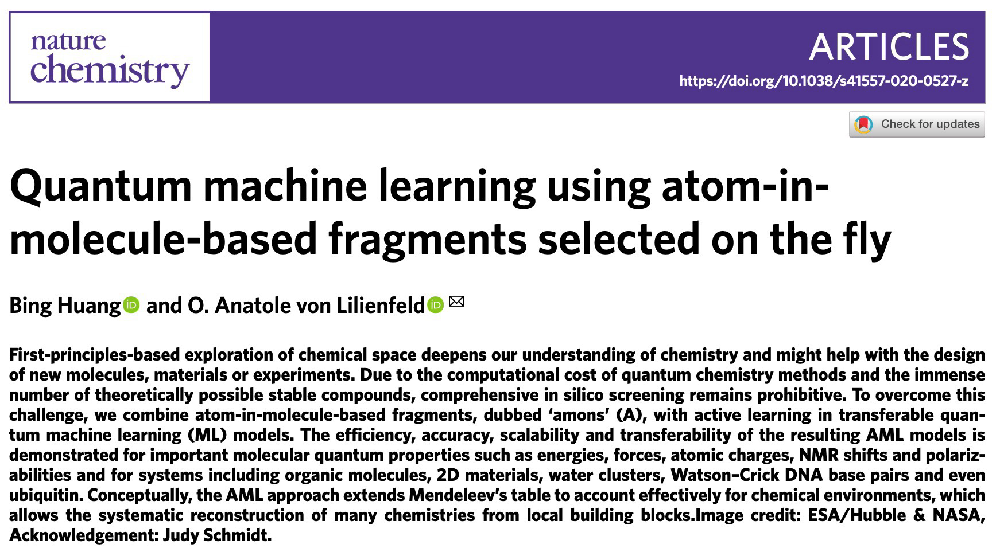 nature
chemistry
ARTICLES
https://doi.org/10.1038/s41557-020-0527-z
Check for updates
Quantum machine learning using atom-in-
molecule-based fragments selected on the fly
Bing Huang iD and O. Anatole von Lilienfeld iD
First-principles-based exploration of chemical space deepens our understanding of chemistry and might help with the design
of new molecules, materials or experiments. Due to the computational cost of quantum chemistry methods and the immense
number of theoretically possible stable compounds, comprehensive in silico screening remains prohibitive. To overcome this
challenge, we combine atom-in-molecule-based fragments, dubbed ‘amons’ (A), with active learning in transferable quan-
tum machine learning (ML) models. The efficiency, accuracy, scalability and transferability of the resulting AML models is
demonstrated for important molecular quantum properties such as energies, forces, atomic charges, NMR shifts and polariz-
abilities and for systems including organic molecules, 2D materials, water clusters, Watson–Crick DNA base pairs and even
ubiquitin. Conceptually, the AML approach extends Mendeleev’s table to account effectively for chemical environments, which
allows the systematic reconstruction of many chemistries from local building blocks.Image credit: ESA/Hubble & NASA,
Acknowledgement: Judy Schmidt.